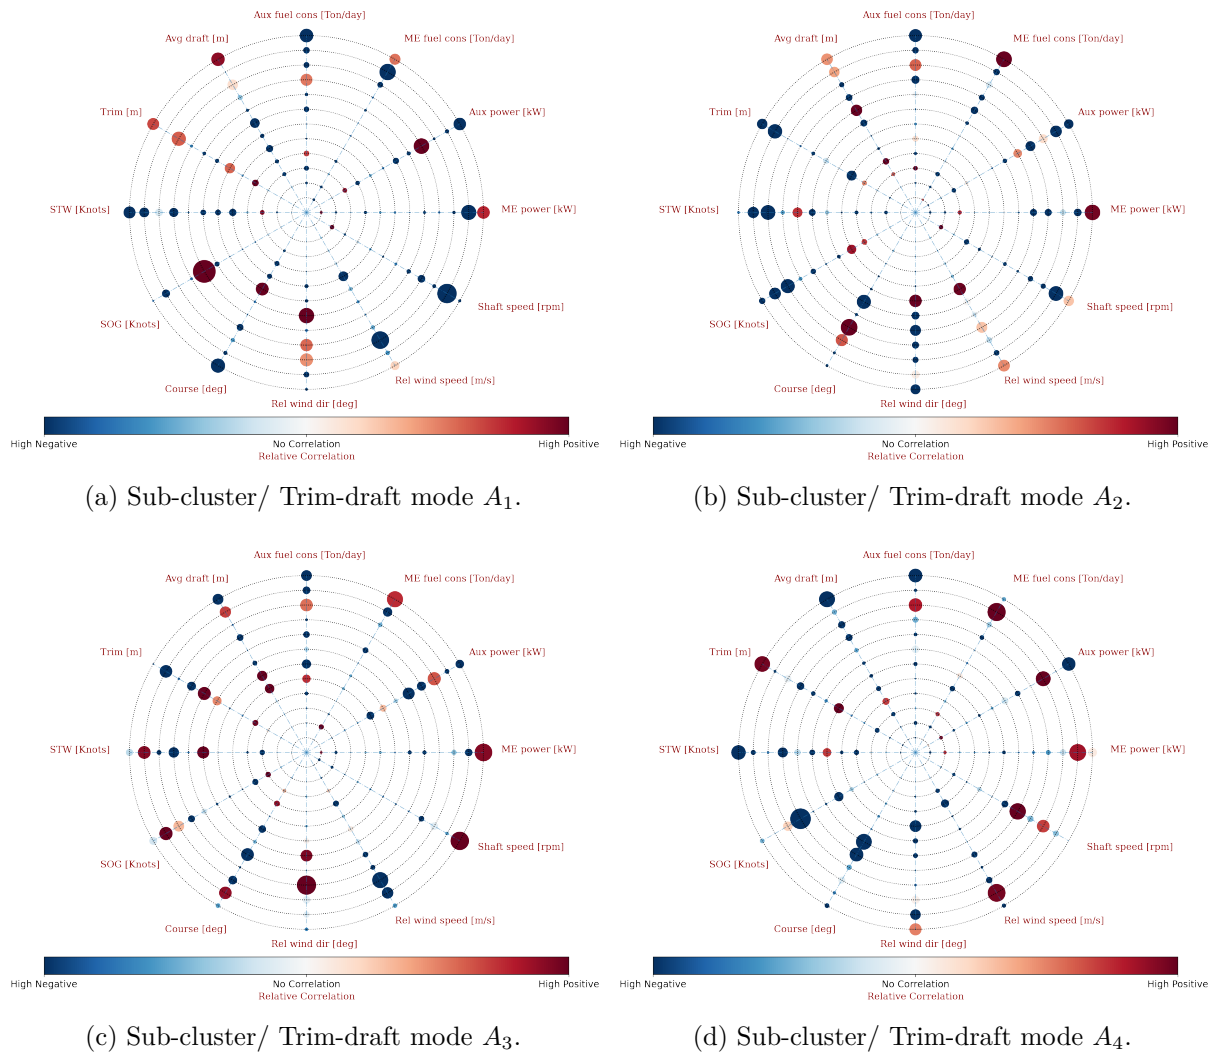 Aux fuel cons [Ton/day]
Avg draft [m]
ME fuel cons [Ton/day]
Trim [m]
Aux power [kW]
STW [Knots]
ME power [kW]
SOG [Knots]
Shaft speed [rpm]
Course [deg]
Rel wind speed [m/s]
Rel wind dir [deg]
High Negative
No Correlation
High Positive
Relative Correlation
(a) Sub-cluster/ Trim-draft mode A1.
Aux fuel cons [Ton/day]
Avg draft [m]
ME fuel cons [Ton/day]
Trim [m]
Aux power [kW]
STW [Knots]
ME power [kW]
SOG [Knots]
Shaft speed [rpm]
Course [deg]
Rel wind speed [m/s]
Rel wind dir [deg]
High Negative
No Correlation
High Positive
Relative Correlation
(b) Sub-cluster/ Trim-draft mode A2.
Aux fuel cons [Ton/day]
Avg draft [m]
ME fuel cons [Ton/day]
Trim [m]
Aux power [kW]
STW [Knots]
ME power [kW]
SOG [Knots]
Shaft speed [rpm]
Course [deg]
Rel wind speed [m/s]
Rel wind dir [deg]
High Negative
No Correlation
High Positive
Relative Correlation
(c) Sub-cluster/ Trim-draft mode A3.
Aux fuel cons [Ton/day]
Avg draft [m]
ME fuel cons [Ton/day]
Trim [m]
Aux power [kW]
STW [Knots]
ME power [kW]
SOG [Knots]
Shaft speed [rpm]
Course [deg]
Rel wind speed [m/s]
Rel wind dir [deg]
High Negative
No Correlation
High Positive
Relative Correlation
(d) Sub-cluster/ Trim-draft mode A4.